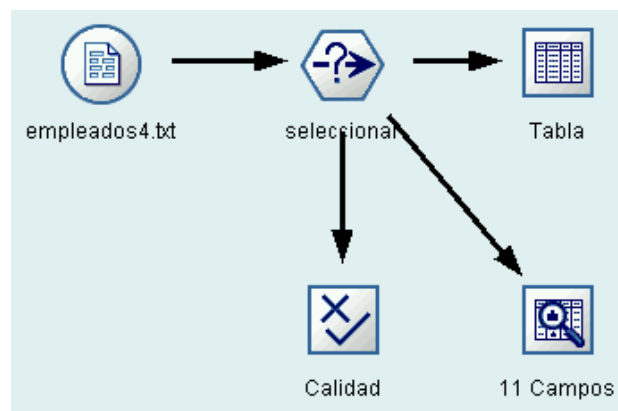 empleados4.txt
seleccionar
Tabla
Calidad
11 Campos